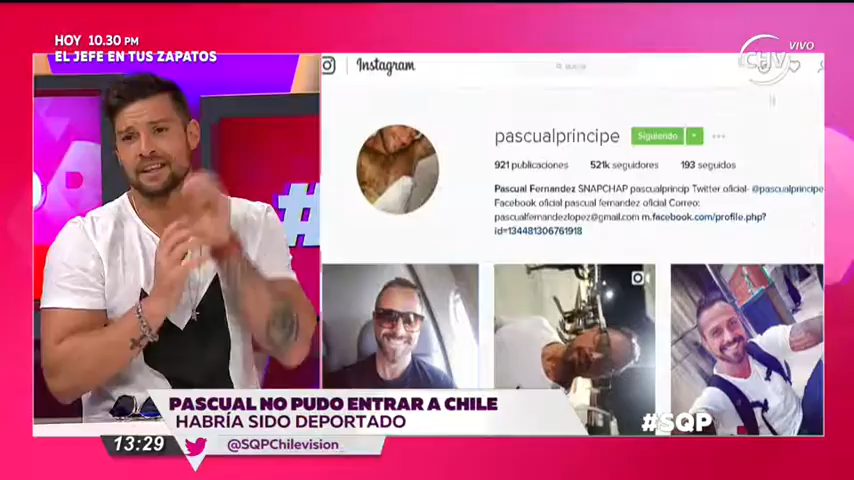 HOY 10.30 PM
EL JEFE EN TUS ZAPATOS
VIVO
CHV
Instagram
pascualprincipe
Siguiendo
921 publicaciones 521k seguidores 193 seguidos
Pascual Fernandez SNAPCHAP pascualprincip Twitter oficial- @pascualprincipe
Facebook oficial pascual fernandez oficial Correo:
pascualfernandezlopez@gmail.com m.facebook.com/profile.php?
id=134481306761918
PASCUAL NO PUDO ENTRAR A CHILE
HABRÍA SIDO DEPORTADO
#SQP
13:29
@SQPChilevision